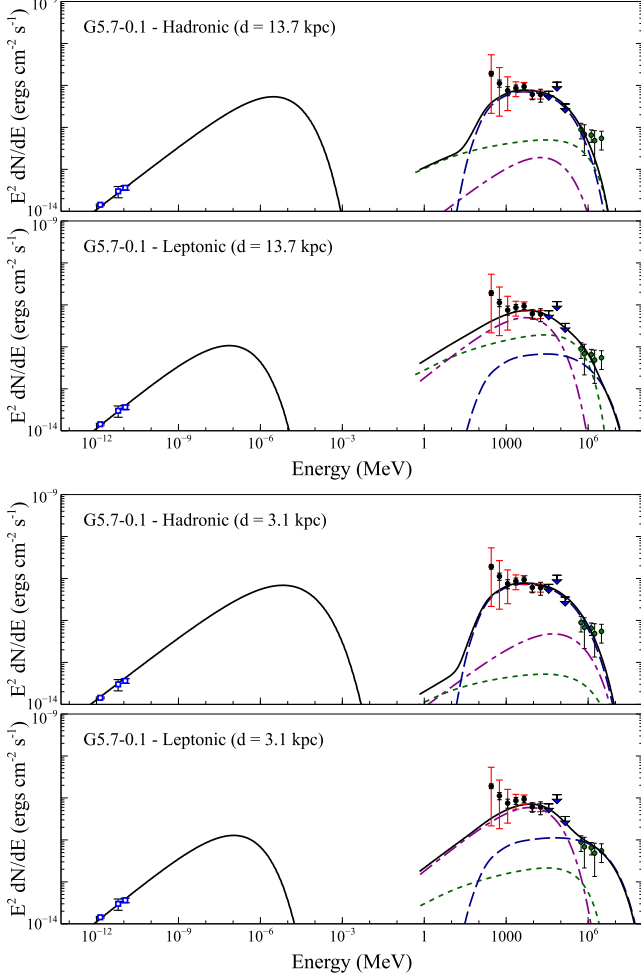 G5.7-0.1 - Hadronic (d = 13.7 kpc)
E² dN/dE (ergs cm⁻² s⁻¹)
10⁻¹⁴
10⁻⁹
G5.7-0.1 - Leptonic (d = 13.7 kpc)
E² dN/dE (ergs cm⁻² s⁻¹)
10⁻¹⁴
10⁻¹² 10⁻⁹ 10⁻⁶ 10⁻³ 1 1000 10⁶
Energy (MeV)
10⁻⁹
G5.7-0.1 - Hadronic (d = 3.1 kpc)
E² dN/dE (ergs cm⁻² s⁻¹)
10⁻¹⁴
10⁻⁹
G5.7-0.1 - Leptonic (d = 3.1 kpc)
E² dN/dE (ergs cm⁻² s⁻¹)
10⁻¹⁴
10⁻¹² 10⁻⁹ 10⁻⁶ 10⁻³ 1 1000 10⁶
Energy (MeV)